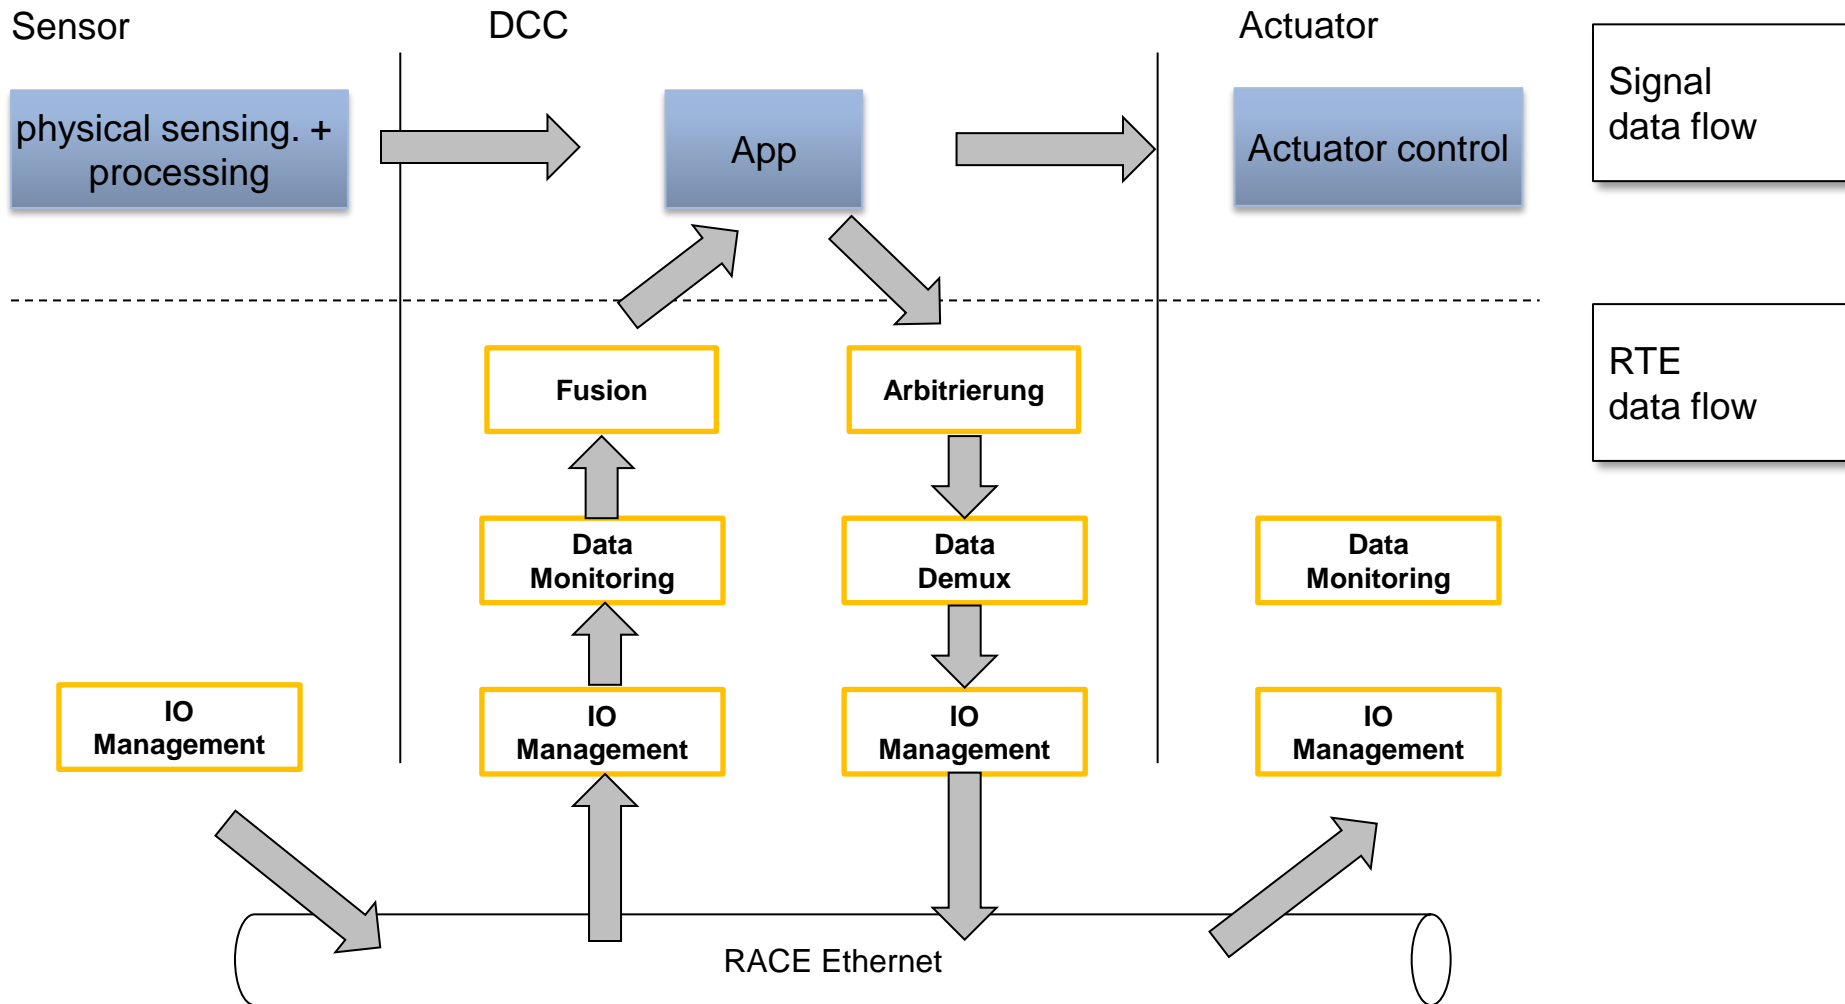 Sensor
DCC
Actuator
physical sensing. +
processing
App
Actuator control
Signal
data flow
Fusion
Arbitrierung
RTE
data flow
Data
Monitoring
Data
Demux
Data
Monitoring
IO
Management
IO
Management
IO
Management
IO
Management
RACE Ethernet